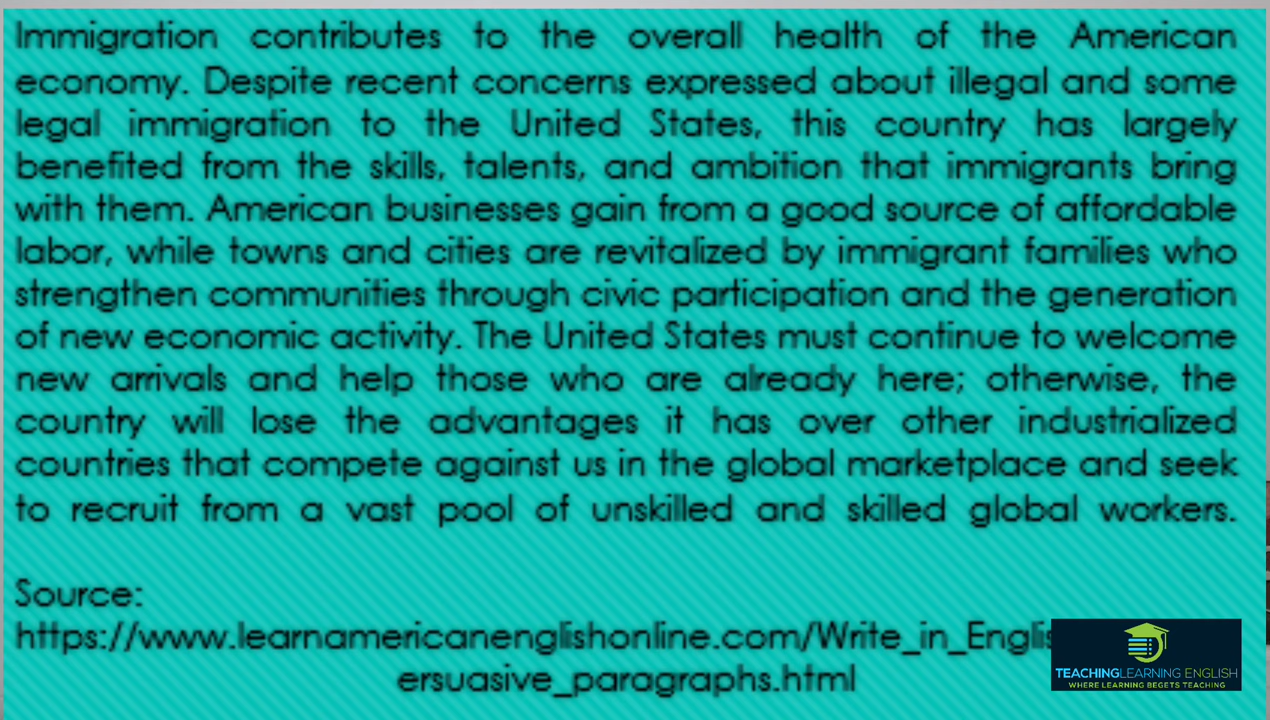 Immigration contributes to the overall health of the American
economy. Despite recent concerns expressed about illegal and some
legal immigration to the United States, this country has largely
benefited from the skills, talents, and ambition that immigrants bring
with them. American businesses gain from a good source of affordable
labor, while towns and cities are revitalized by immigrant families who
strengthen communities through civic participation and the generation
of new economic activity. The United States must continue to welcome
new arrivals and help those who are already here; otherwise, the
country will lose the advantages it has over other industrialized
countries that compete against us in the global marketplace and seek
to recruit from a vast pool of unskilled and skilled global workers.
Source:
https://www.learnamericanenglishonline.com/Write_in_Englis
ersuasive_paragraphs.html
TEACHINGLEARNING ENGLISH
WHERE LEARNING BEGETS TEACHING